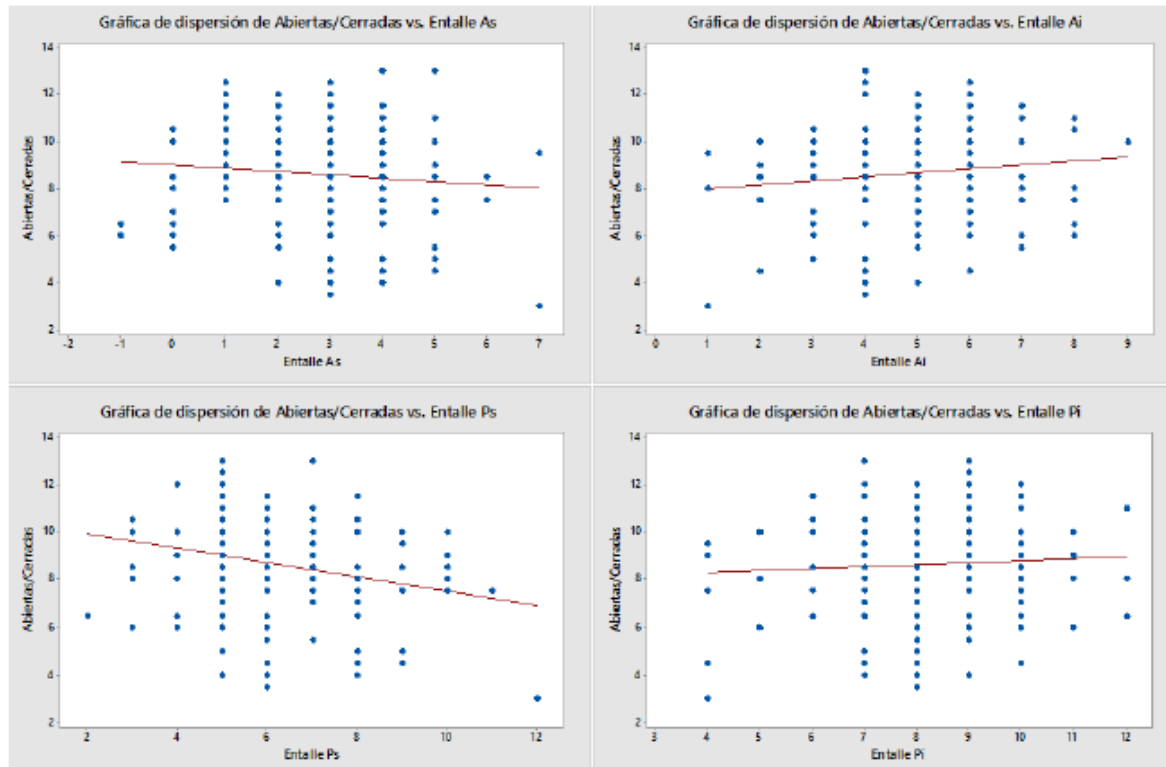 Gráfica de dispersión de Abiertas/Cerradas vs. Entalle As
14
12
10
8
6
4
2
Abiertas/Cerradas
-2 -1 0 1 2 3 4 5 6 7
Entalle As
Gráfica de dispersión de Abiertas/Cerradas vs. Entalle Ai
14
12
10
8
6
4
2
Abiertas/Cerradas
0 1 2 3 4 5 6 7 8 9
Entalle Ai
Gráfica de dispersión de Abiertas/Cerradas vs. Entalle Ps
14
12
10
8
6
4
2
Abiertas/Cerradas
2 4 6 8 10 12
Entalle Ps
Gráfica de dispersión de Abiertas/Cerradas vs. Entalle Pi
14
12
10
8
6
4
2
Abiertas/Cerradas
3 4 5 6 7 8 9 10 11 12
Entalle Pi